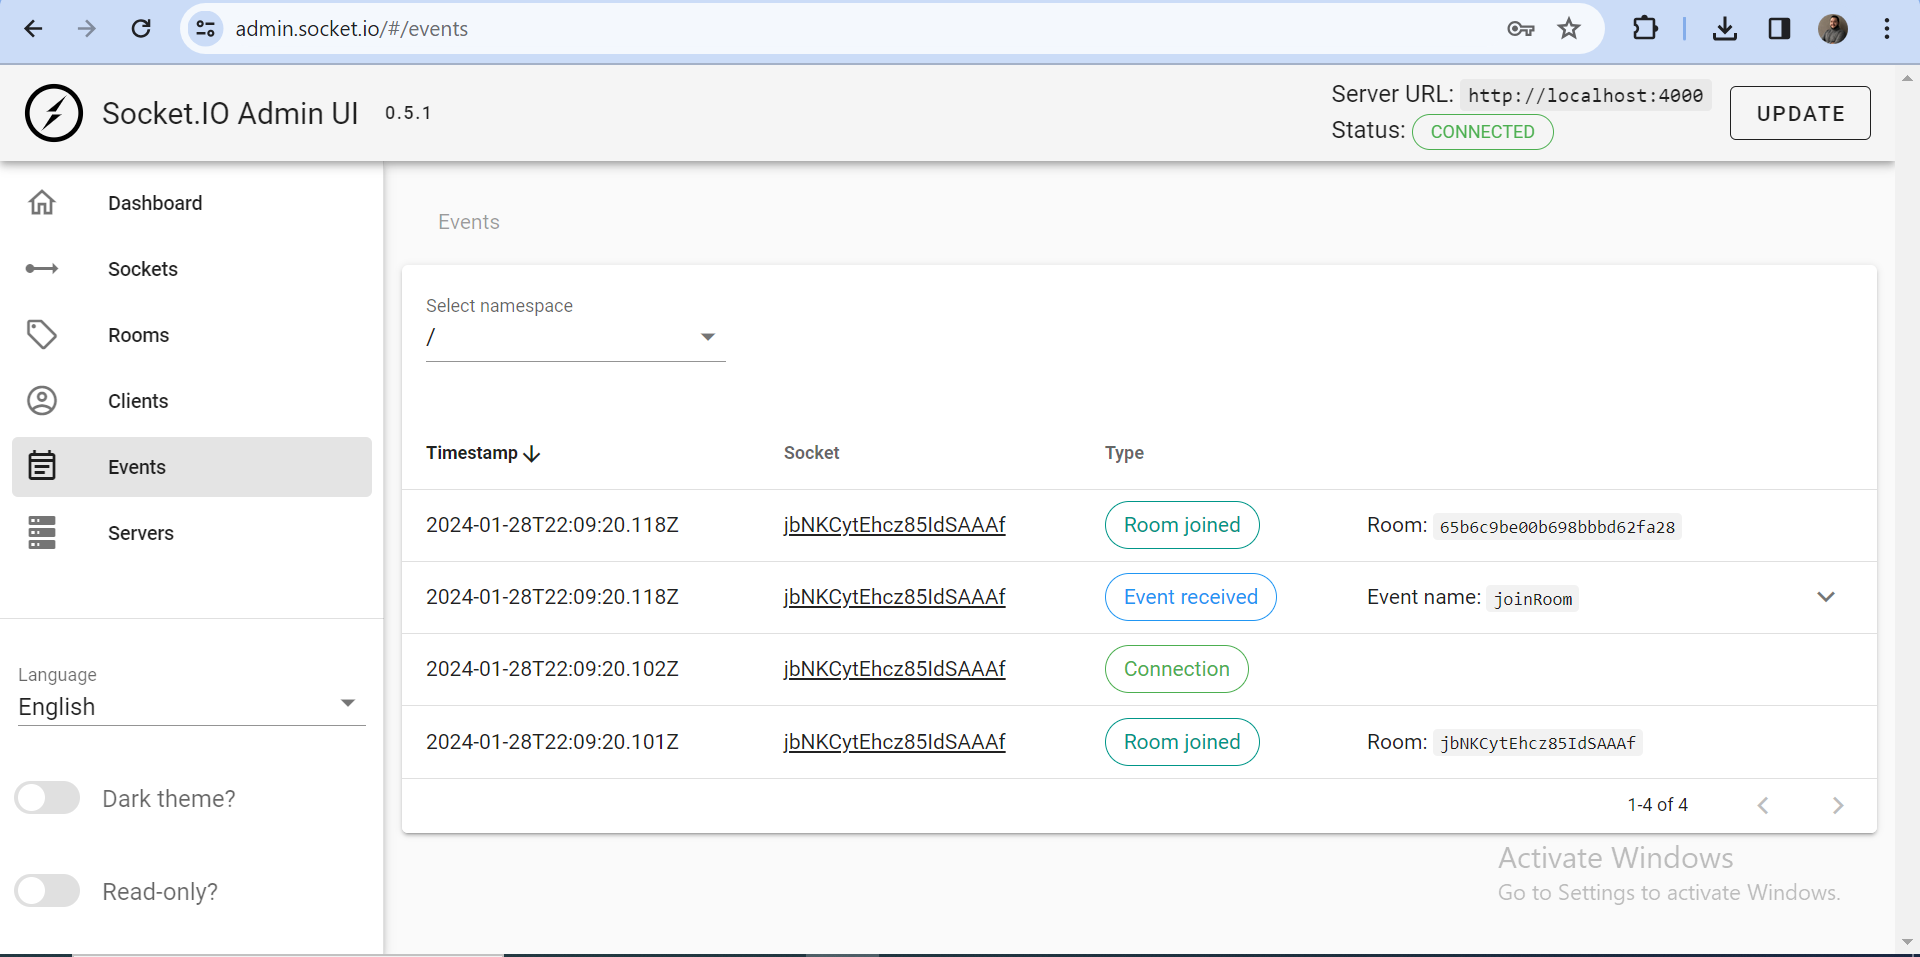 admin.socket.io/#/events
Socket.IO Admin UI 0.5.1
Server URL: http://localhost:4000
Status: CONNECTED
UPDATE
Dashboard
Sockets
Rooms
Clients
Events
Servers
Language
English
Dark theme?
Read-only?
Events
Select namespace
/
Timestamp Socket Type
2024-01-28T22:09:20.118Z jbNKCytEhcz85IdSAAAf Room joined Room: 65b6c9be00b698bbbd62fa28
2024-01-28T22:09:20.118Z jbNKCytEhcz85IdSAAAf Event received Event name: joinRoom
2024-01-28T22:09:20.102Z jbNKCytEhcz85IdSAAAf Connection
2024-01-28T22:09:20.101Z jbNKCytEhcz85IdSAAAf Room joined Room: jbNKCytEhcz85IdSAAAf
1-4 of 4
Activate Windows
Go to Settings to activate Windows.